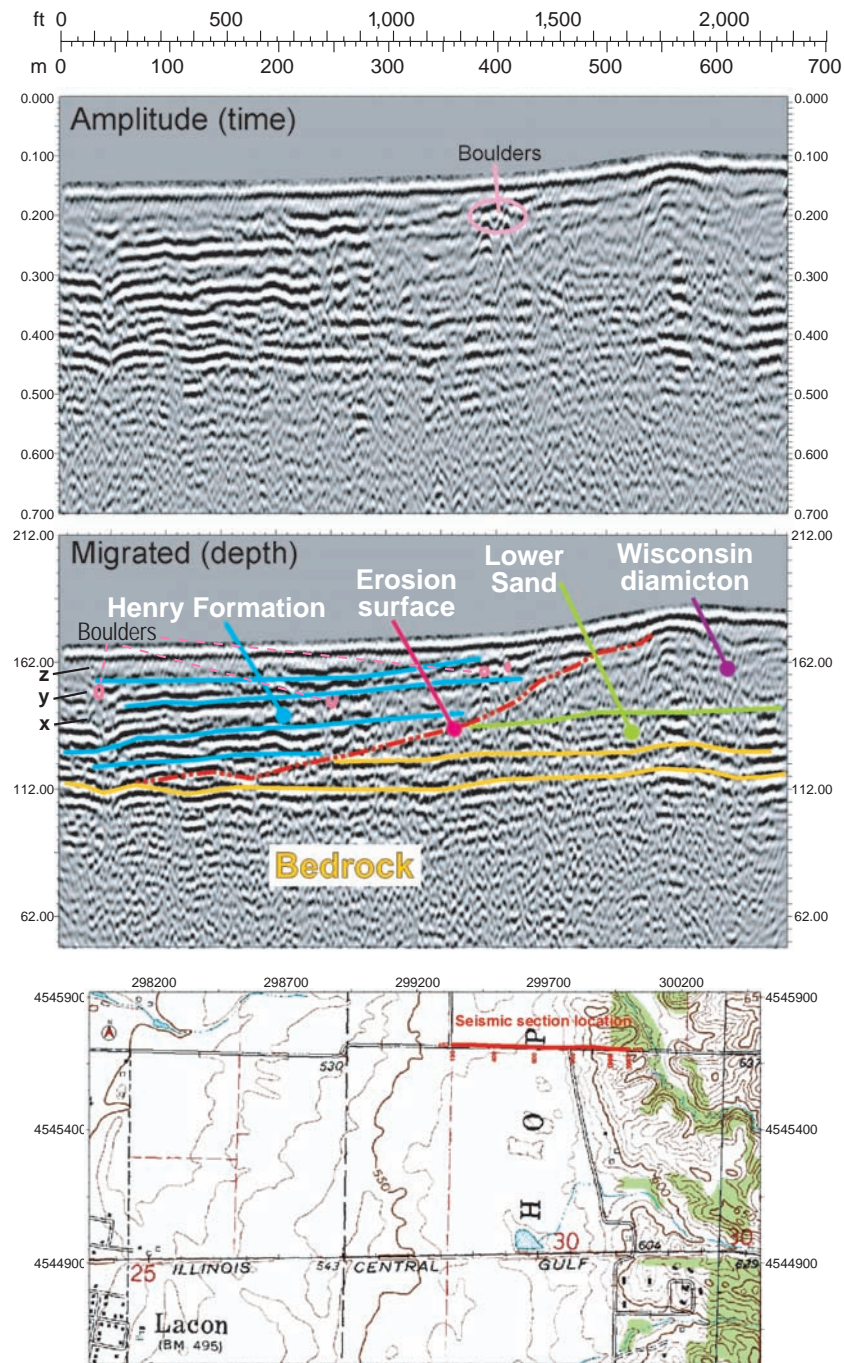 ft 0 500 1,000 1,500 2,000
m 0 100 200 300 400 500 600 700
0.000 0.000
Amplitude (time)
Boulders
0.100 0.100
0.200 0.200
0.300 0.300
0.400 0.400
0.500 0.500
0.600 0.600
0.700 0.700
212.00 212.00
Migrated (depth)
Lower
Sand
Wisconsin
diamicton
Erosion
surface
Henry Formation
Boulders
162.00 162.00
z
y
x
112.00 112.00
Bedrock
62.00 62.00
298200 298700 299200 299700 300200
4545900 4545900
Seismic section location
530
637
P
4545400 4545400
O
550
600
H
30
604
30
4544900 4544900
25
ILLINOIS
543
CENTRAL
GULF
629
Lacon
(BM 495)